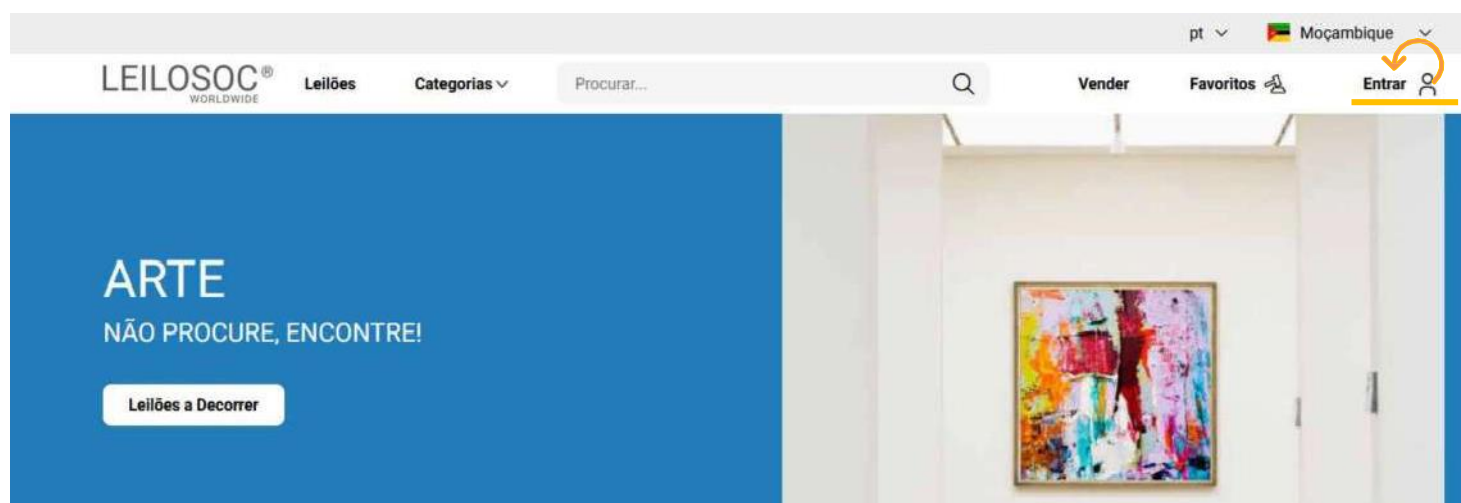 pt Moçambique
LEILOSOC®
WORLDWIDE
Leilões Categorias Procurar... Vender Favoritos Entrar
ARTE
NÃO PROCURE, ENCONTRE!
Leilões a Decorrer